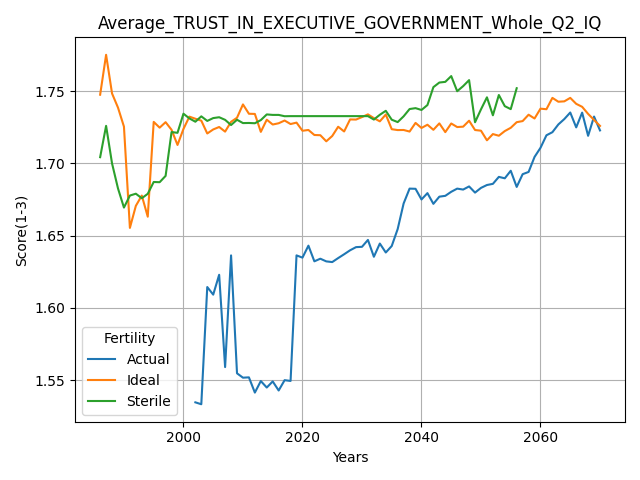 Average_TRUST_IN_EXECUTIVE_GOVERNMENT_Whole_Q2_IQ
Score(1-3)
1.75
1.70
1.65
1.60
1.55
Fertility
Actual
Ideal
Sterile
2000
2020
2040
2060
Years